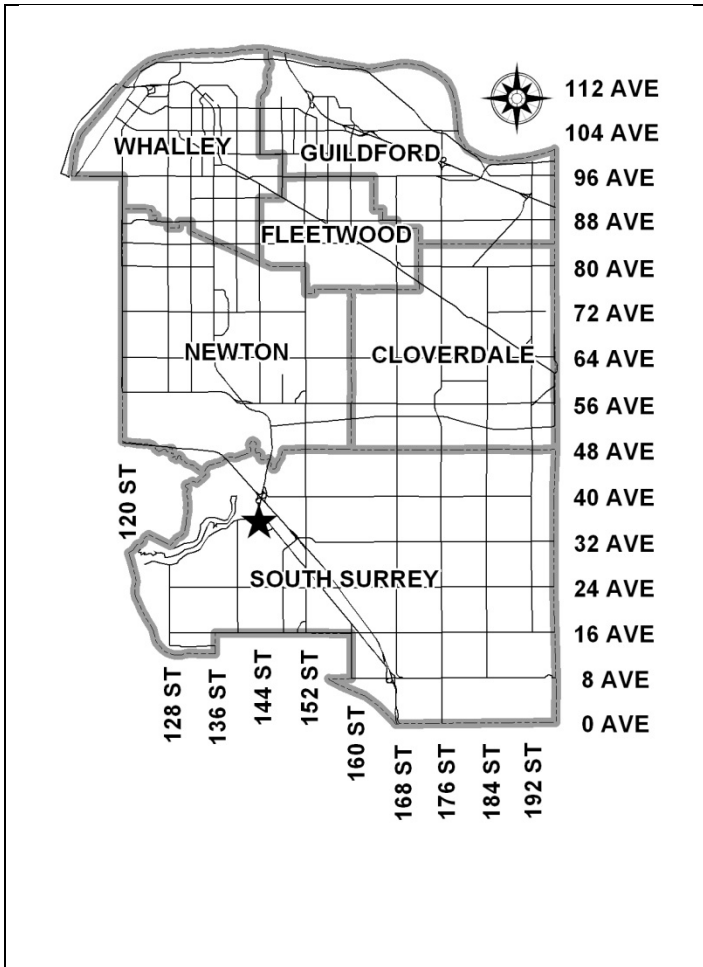 112 AVE
104 AVE
WHALLEY
GUILDFORD
96 AVE
88 AVE
FLEETWOOD
80 AVE
72 AVE
NEWTON
CLOVERDALE
64 AVE
56 AVE
48 AVE
120 ST
40 AVE
32 AVE
SOUTH SURREY
24 AVE
16 AVE
8 AVE
0 AVE
128 ST
136 ST
144 ST
152 ST
160 ST
168 ST
176 ST
184 ST
192 ST